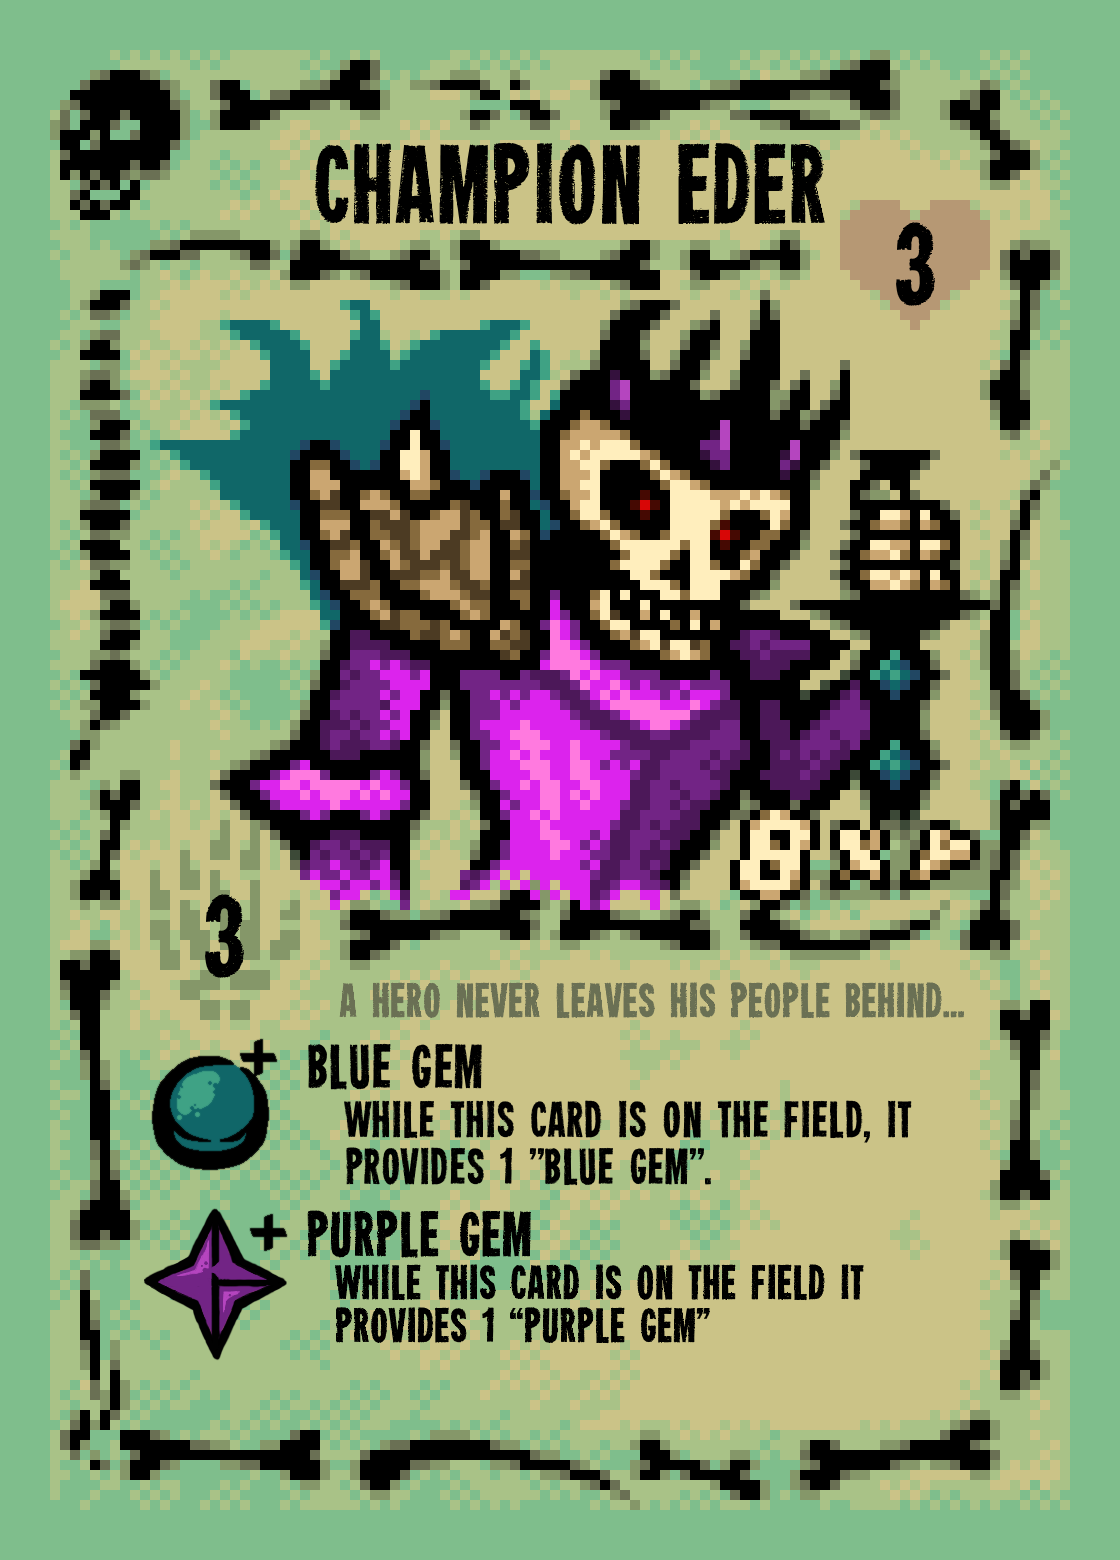 CHAMPION EDER
3
3
A HERO NEVER LEAVES HIS PEOPLE BEHIND...
+ BLUE GEM
WHILE THIS CARD IS ON THE FIELD, IT
PROVIDES 1 ”BLUE GEM”.
+ PURPLE GEM
WHILE THIS CARD IS ON THE FIELD IT
PROVIDES 1 “PURPLE GEM”